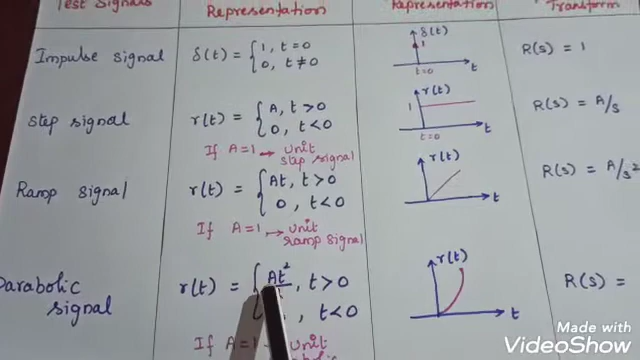 Test Signals Representation Representation Transform
Impulse signal δ(t) = { 1, t=0 δ(t) R(s) = 1
0, t≠0 1
t=0 t
Step signal r(t) = { A, t>0 r(t) R(s) = A/s
0, t<0 1
t=0 t
If A=1 → unit
step signal
Ramp signal r(t) = { At, t>0 r(t) R(s) = A/s²
0, t<0 t
If A=1 → unit
ramp signal
Parabolic r(t) = { At², t>0 r(t) R(s) =
signal , t<0 t
If A=1 unit
Made with
VideoShow